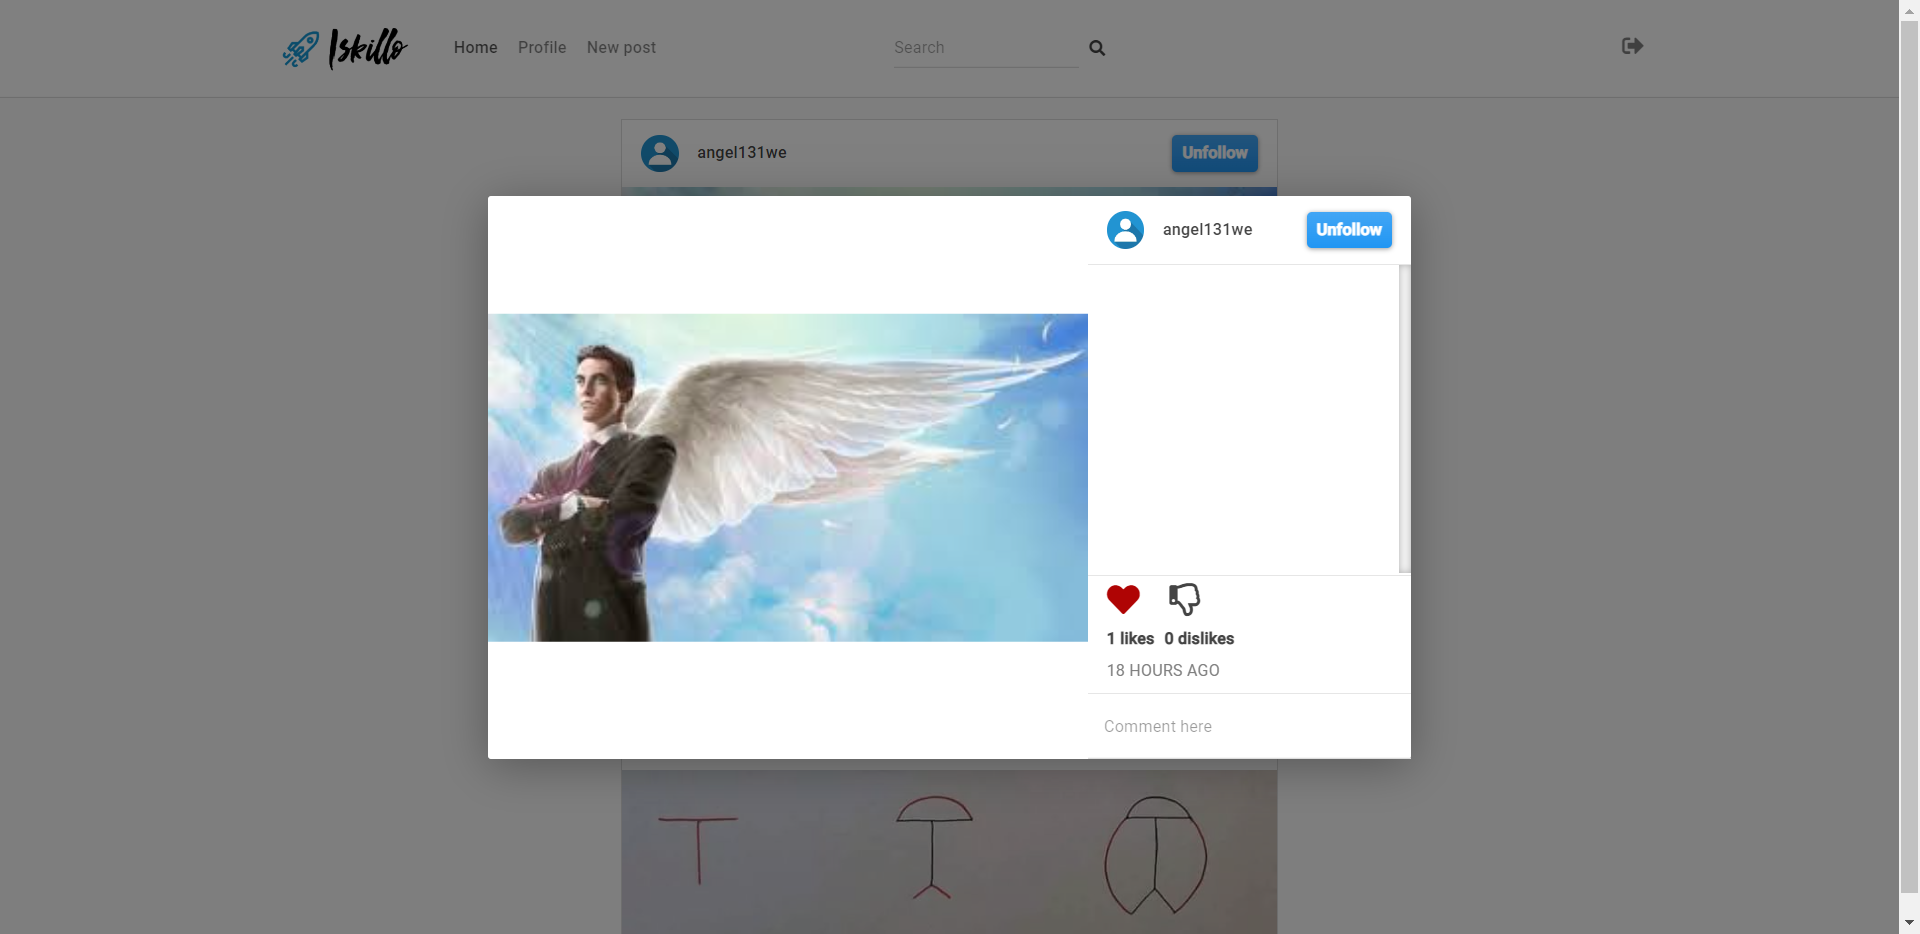 Iskillo Home Profile New post Search
angel131we Unfollow
angel131we Unfollow
1 likes 0 dislikes
18 HOURS AGO
Comment here